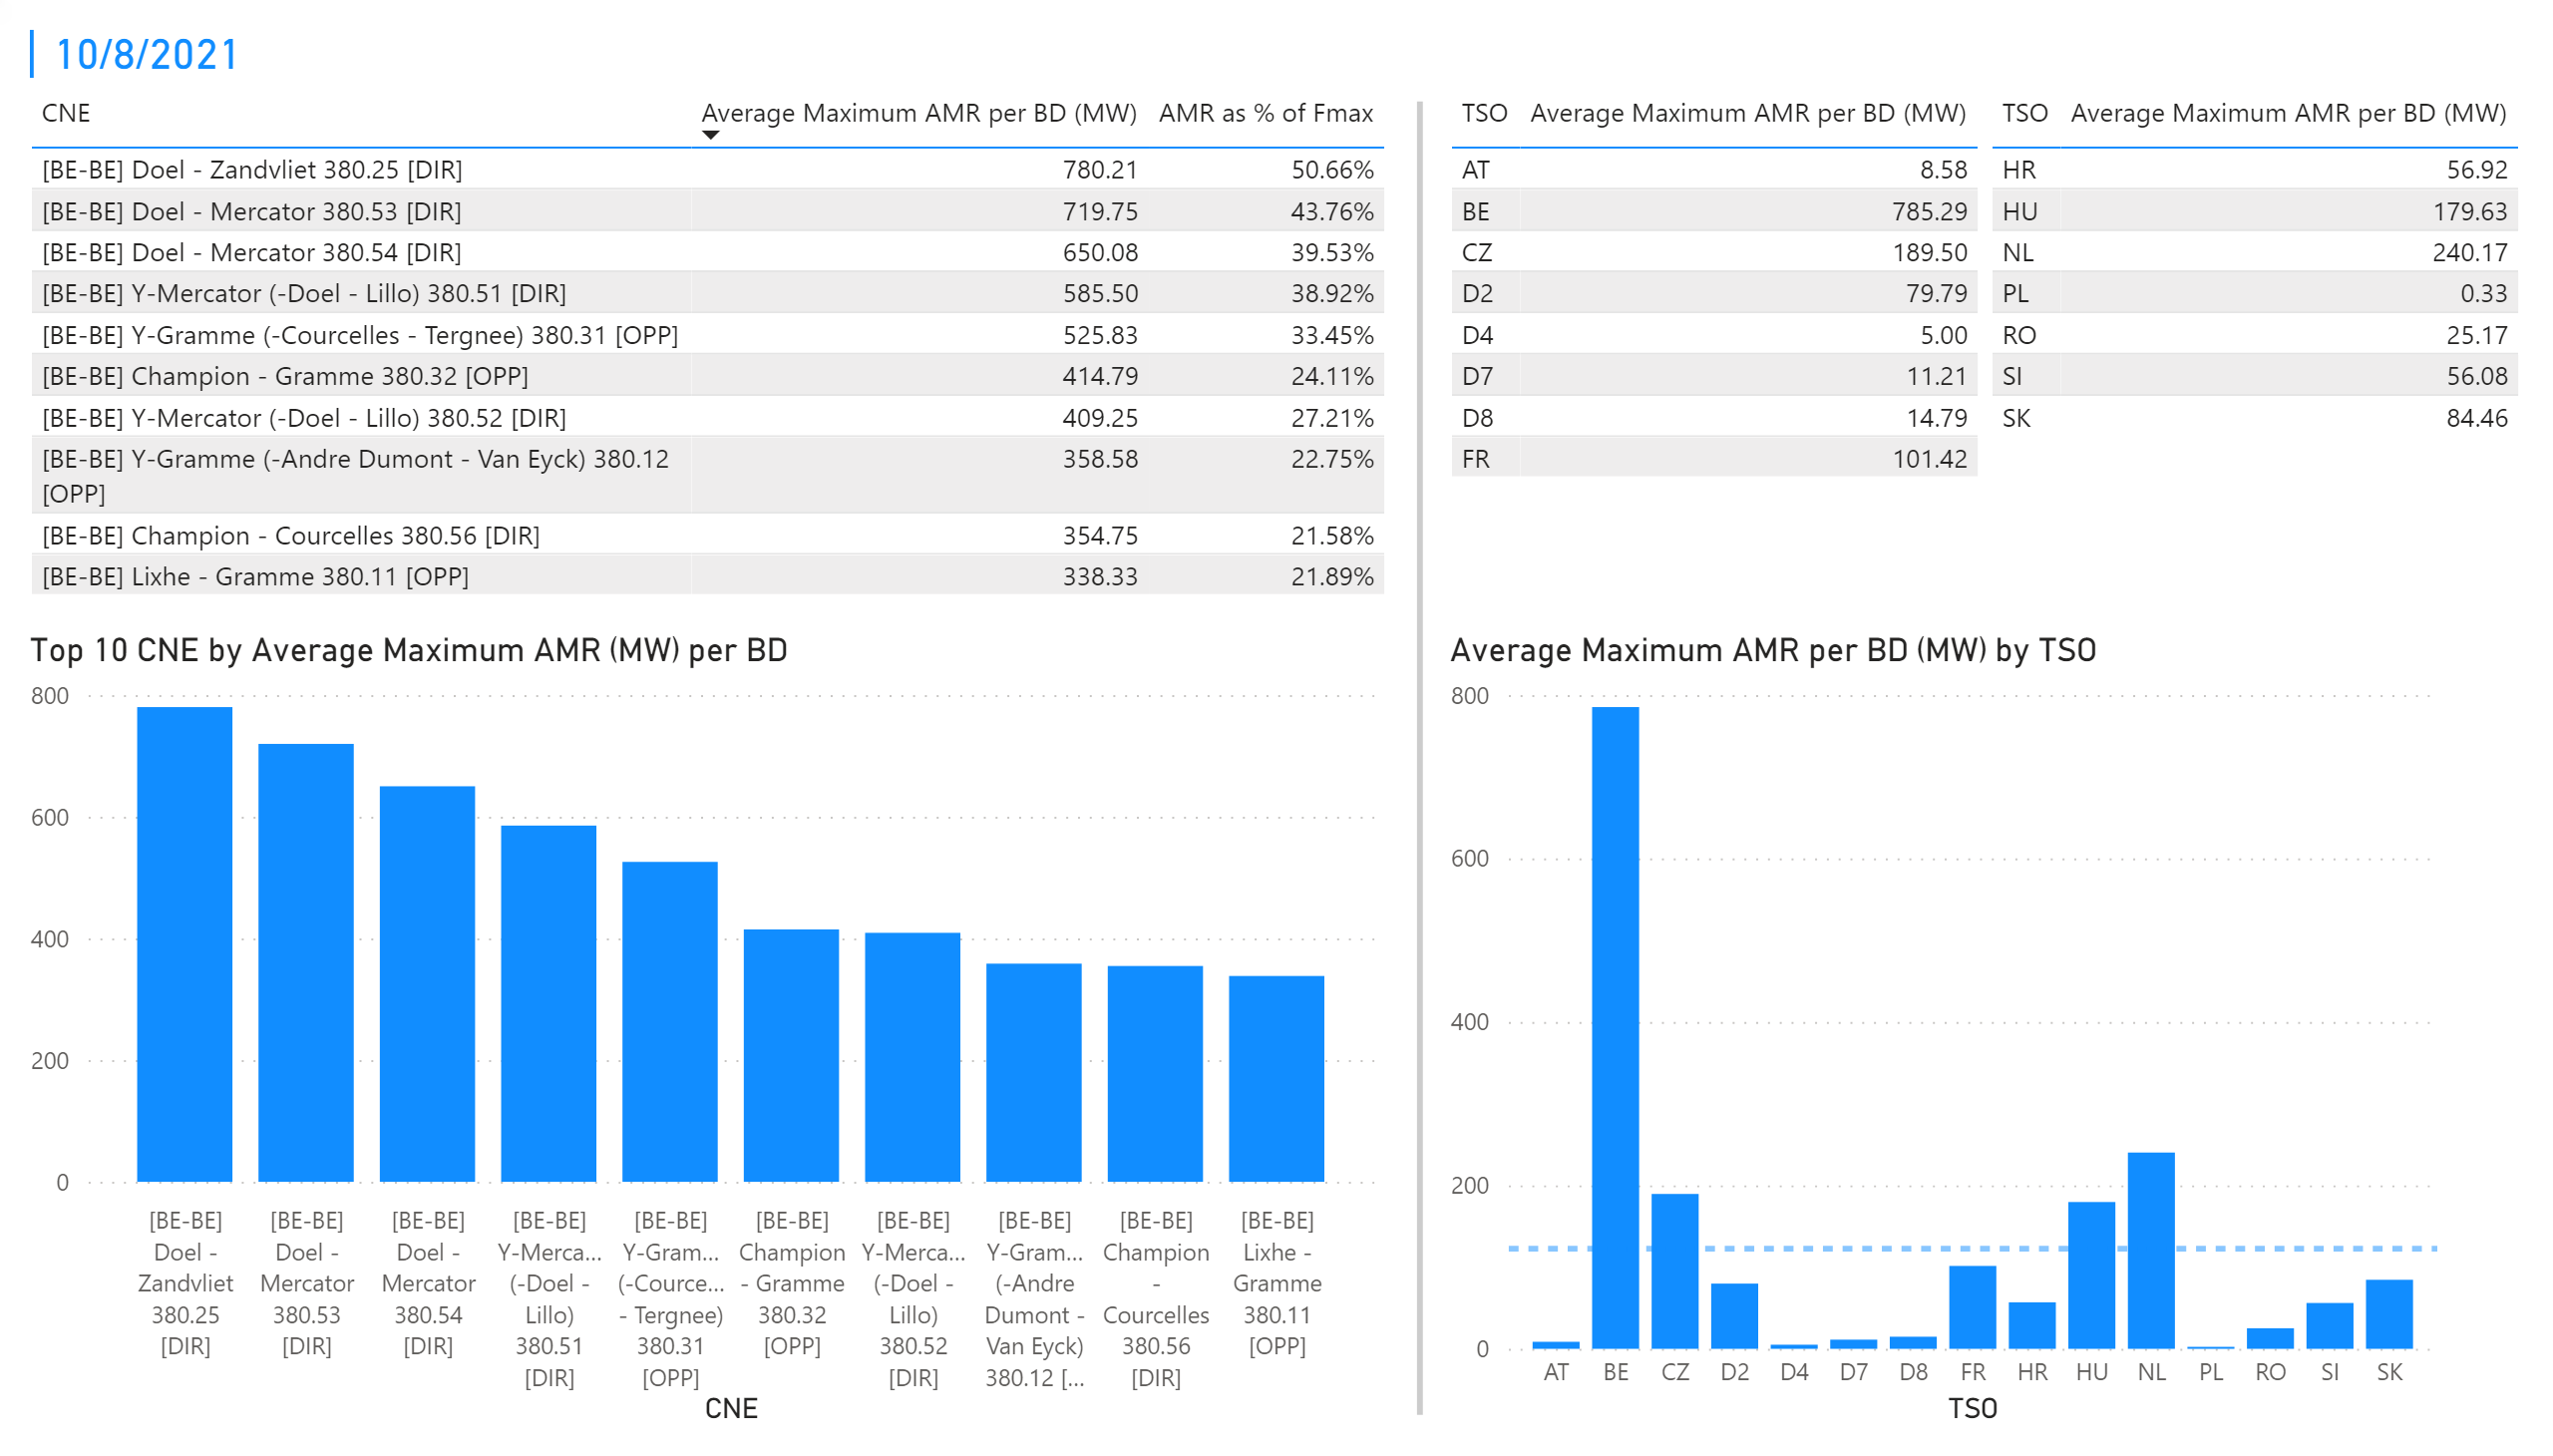 10/8/2021
CNE Average Maximum AMR per BD (MW) AMR as % of Fmax
[BE-BE] Doel - Zandvliet 380.25 [DIR] 780.21 50.66%
[BE-BE] Doel - Mercator 380.53 [DIR] 719.75 43.76%
[BE-BE] Doel - Mercator 380.54 [DIR] 650.08 39.53%
[BE-BE] Y-Mercator (-Doel - Lillo) 380.51 [DIR] 585.50 38.92%
[BE-BE] Y-Gramme (-Courcelles - Tergnee) 380.31 [OPP] 525.83 33.45%
[BE-BE] Champion - Gramme 380.32 [OPP] 414.79 24.11%
[BE-BE] Y-Mercator (-Doel - Lillo) 380.52 [DIR] 409.25 27.21%
[BE-BE] Y-Gramme (-Andre Dumont - Van Eyck) 380.12 358.58 22.75%
[OPP]
[BE-BE] Champion - Courcelles 380.56 [DIR] 354.75 21.58%
[BE-BE] Lixhe - Gramme 380.11 [OPP] 338.33 21.89%
TSO Average Maximum AMR per BD (MW)
AT 8.58
BE 785.29
CZ 189.50
D2 79.79
D4 5.00
D7 11.21
D8 14.79
FR 101.42
TSO Average Maximum AMR per BD (MW)
HR 56.92
HU 179.63
NL 240.17
PL 0.33
RO 25.17
SI 56.08
SK 84.46
Top 10 CNE by Average Maximum AMR (MW) per BD
800
600
400
200
0
[BE-BE]
Doel -
Zandvliet
380.25
[DIR]
[BE-BE]
Doel -
Mercator
380.53
[DIR]
[BE-BE]
Doel -
Mercator
380.54
[DIR]
[BE-BE]
Y-Merca...
(-Doel -
Lillo)
380.51
[DIR]
[BE-BE]
Y-Gram...
(-Ource...
- Tergnee)
380.31
[OPP]
[BE-BE]
Champion
- Gramme
380.32
[OPP]
[BE-BE]
Y-Merca...
(-Doel -
Lillo)
380.52
[DIR]
[BE-BE]
Y-Gram...
(-Andre
Dumont -
Van Eyck)
380.12 [...
[BE-BE]
Champion
-
Courcelles
380.56
[DIR]
[BE-BE]
Lixhe -
Gramme
380.11
[OPP]
CNE
Average Maximum AMR per BD (MW) by TSO
800
600
400
200
0
AT BE CZ D2 D4 D7 D8 FR HR HU NL PL RO SI SK
TSO